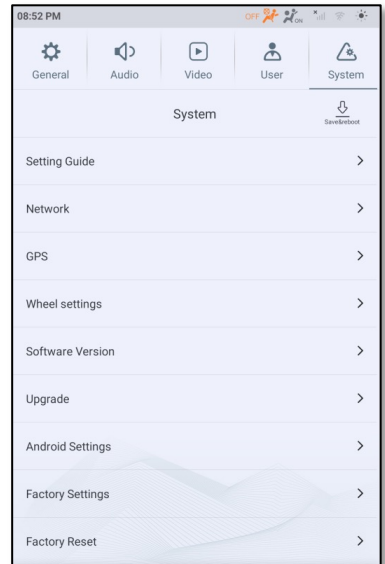 08:52 PM
OFF
ON
General
Audio
Video
User
System
System
Save&reboot
Setting Guide
Network
GPS
Wheel settings
Software Version
Upgrade
Android Settings
Factory Settings
Factory Reset